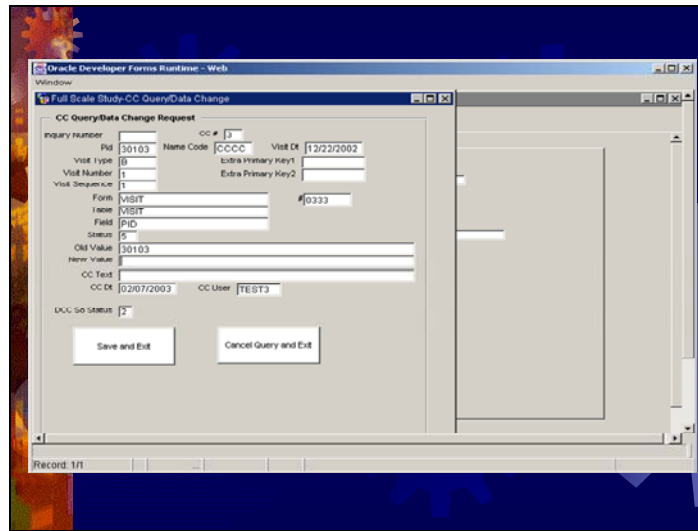 Oracle Developer Forms Runtime - Web
Window
Full Scale Study-CC Query/Data Change
CC Query/Data Change Request
Inquiry Number CC # 3
Pid 30103 Name Code CCCC Visit Dt 12/22/2002
Visit Type B Extra Primary Key1
Visit Number 1 Extra Primary Key2
Visit Sequence 1
Form VISIT # 0333
Table VISIT
Field PID
Status 5
Old Value 30103
New Value
CC Text
CC Dt 02/07/2003 CC User TEST3
DCC So Status 2
Save and Exit Cancel Query and Exit
Record: 1/1 ...